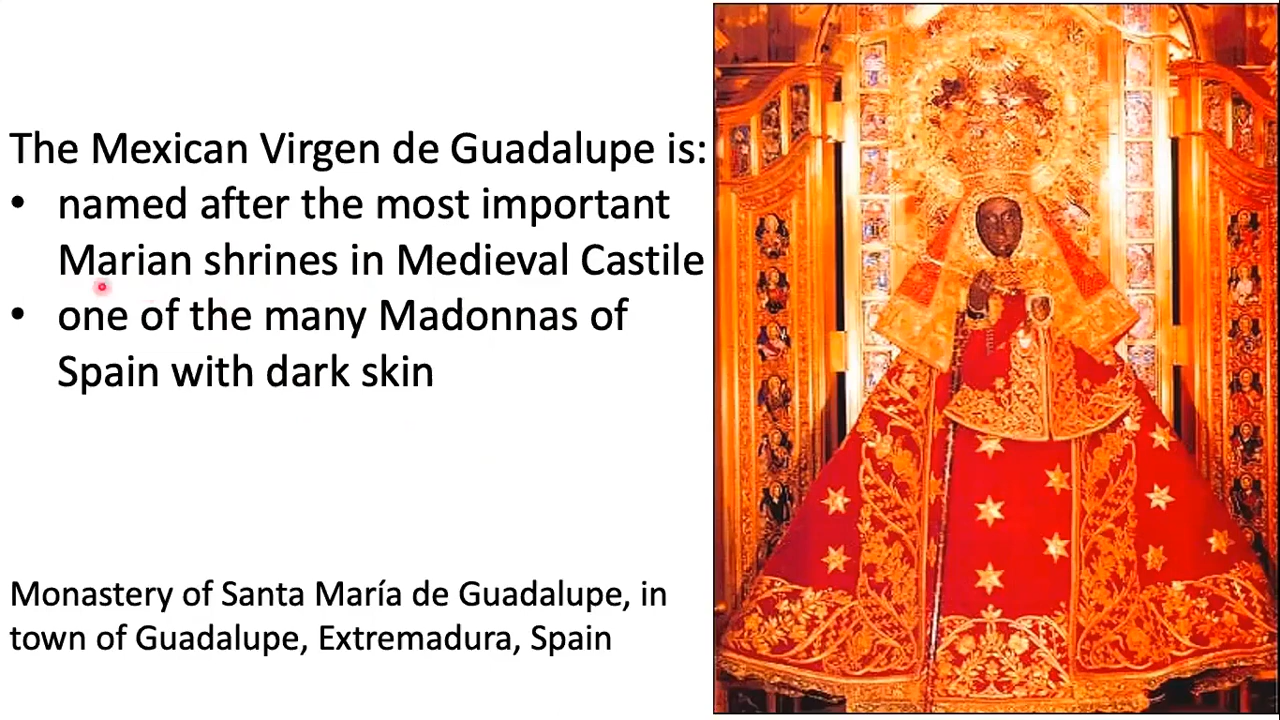 The Mexican Virgen de Guadalupe is:
• named after the most important
Marian shrines in Medieval Castile
• one of the many Madonnas of
Spain with dark skin
Monastery of Santa María de Guadalupe, in
town of Guadalupe, Extremadura, Spain